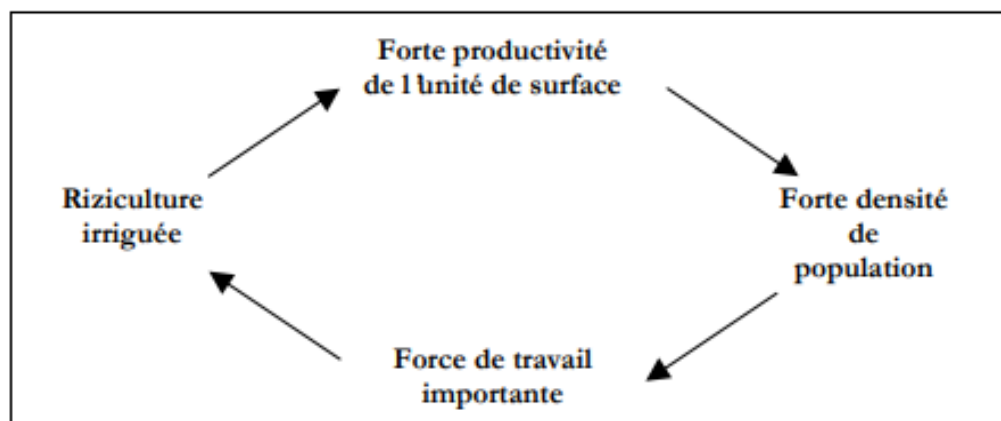 Forte productivité
de l'unité de surface
Riziculture
irriguée
Forte densité
de
population
Force de travail
importante